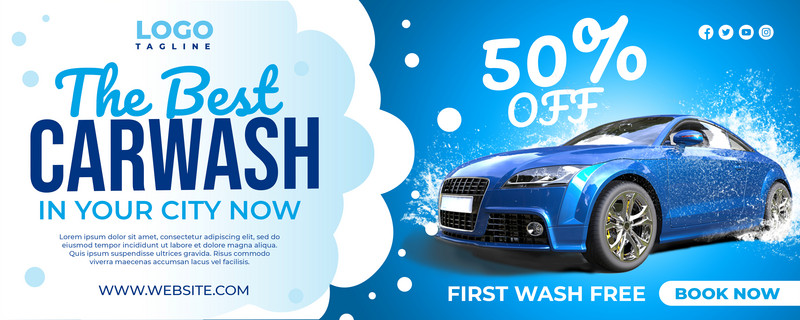 LOGO
TAGLINE
The Best
CARWASH
IN YOUR CITY NOW
Lorem ipsum dolor sit amet, consectetur adipiscing elit, sed do
eiusmod tempor incididunt ut labore et dolore magna aliqua.
Quis ipsum suspendisse ultrices gravida. Risus commodo
viverra maecenas accumsan lacus vel facilisis.
WWW.WEBSITE.COM
50%
OFF
FIRST WASH FREE
BOOK NOW